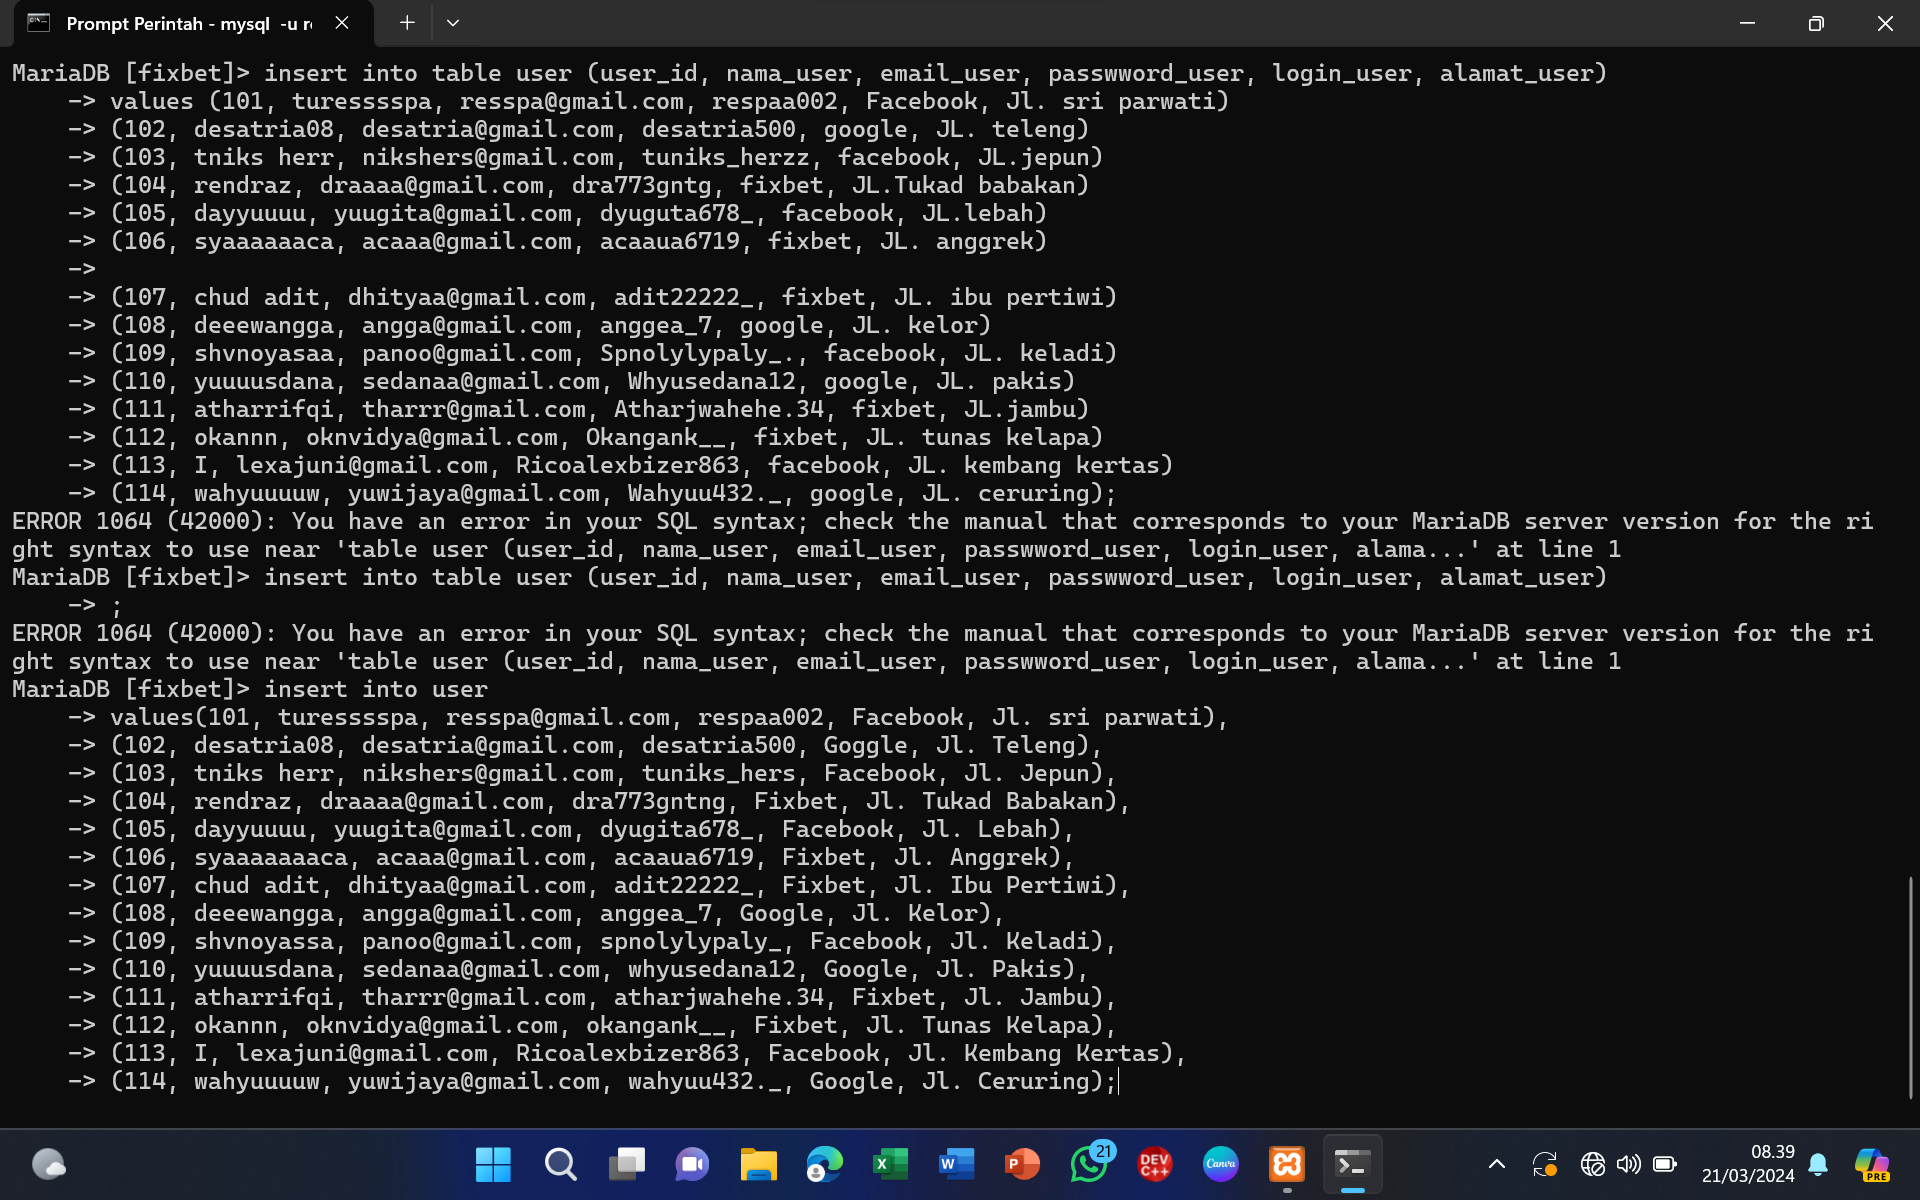 Prompt Perintah - mysql -u r
MariaDB [fixbet]> insert into table user (user_id, nama_user, email_user, passwword_user, login_user, alamat_user)
-> values (101, turesssspa, resspa@gmail.com, respaa002, Facebook, Jl. sri parwati)
-> (102, desatria08, desatria@gmail.com, desatria500, google, JL. teleng)
-> (103, tniks herr, nikshers@gmail.com, tuniks_herzz, facebook, JL.jepun)
-> (104, rendraz, draaaa@gmail.com, dra773gntg, fixbet, JL.Tukad babakan)
-> (105, dayyuuuu, yuugita@gmail.com, dyuguta678_, facebook, JL.lebah)
-> (106, syaaaaaaca, acaaa@gmail.com, acaaua6719, fixbet, JL. anggrek)
->
-> (107, chud adit, dhityaa@gmail.com, adit22222_, fixbet, JL. ibu pertiwi)
-> (108, deeewangga, angga@gmail.com, anggea_7, google, JL. kelor)
-> (109, shvnoyasaa, panoo@gmail.com, Spnolylypaly_., facebook, JL. keladi)
-> (110, yuuuusdana, sedanaa@gmail.com, Whyusedana12, google, JL. pakis)
-> (111, atharrifqi, tharrr@gmail.com, Atharjwahehe.34, fixbet, JL.jambu)
-> (112, okannn, oknvidya@gmail.com, Okangank__, fixbet, JL. tunas kelapa)
-> (113, I, lexajuni@gmail.com, Ricoalexbizer863, facebook, JL. kembang kertas)
-> (114, wahyuuuuw, yuwijaya@gmail.com, Wahyuu432._, google, JL. ceruring);
ERROR 1064 (42000): You have an error in your SQL syntax; check the manual that corresponds to your MariaDB server version for the ri
ght syntax to use near 'table user (user_id, nama_user, email_user, passwword_user, login_user, alama...' at line 1
MariaDB [fixbet]> insert into table user (user_id, nama_user, email_user, passwword_user, login_user, alamat_user)
-> ;
ERROR 1064 (42000): You have an error in your SQL syntax; check the manual that corresponds to your MariaDB server version for the ri
ght syntax to use near 'table user (user_id, nama_user, email_user, passwword_user, login_user, alama...' at line 1
MariaDB [fixbet]> insert into user
-> values(101, turesssspa, resspa@gmail.com, respaa002, Facebook, Jl. sri parwati),
-> (102, desatria08, desatria@gmail.com, desatria500, Goggle, Jl. Teleng),
-> (103, tniks herr, nikshers@gmail.com, tuniks_hers, Facebook, Jl. Jepun),
-> (104, rendraz, draaaa@gmail.com, dra773gntng, Fixbet, Jl. Tukad Babakan),
-> (105, dayyuuuu, yuugita@gmail.com, dyugita678_, Facebook, Jl. Lebah),
-> (106, syaaaaaaaca, acaaa@gmail.com, acaaua6719, Fixbet, Jl. Anggrek),
-> (107, chud adit, dhityaa@gmail.com, adit22222_, Fixbet, Jl. Ibu Pertiwi),
-> (108, deeewangga, angga@gmail.com, anggea_7, Google, Jl. Kelor),
-> (109, shvnoyassa, panoo@gmail.com, spnolylypaly_, Facebook, Jl. Keladi),
-> (110, yuuuusdana, sedanaa@gmail.com, whyusedana12, Google, Jl. Pakis),
-> (111, atharrifqi, tharrr@gmail.com, atharjwahehe.34, Fixbet, Jl. Jambu),
-> (112, okannn, oknvidya@gmail.com, okangank__, Fixbet, Jl. Tunas Kelapa),
-> (113, I, lexajuni@gmail.com, Ricoalexbizer863, Facebook, Jl. Kembang Kertas),
-> (114, wahyuuuuw, yuwijaya@gmail.com, wahyuu432._, Google, Jl. Ceruring);
21
DEV C++
Canva
PRE
08.39
21/03/2024